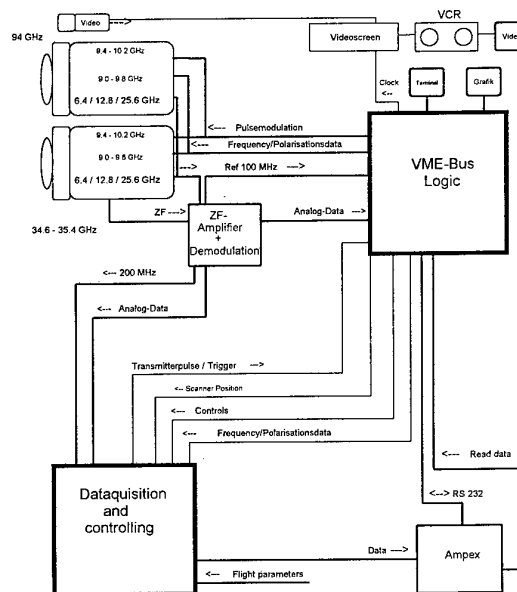 Video
VCR
94 GHz
Videoscreen
Video
9.4 - 10.2 GHz
9.0 - 9.8 GHz
6.4 / 12.8 / 25.6 GHz
Clock
<--
Terminal
Grafik
<--- Pulsemodulation
<--- Frequency/Polarisationsdata
---> Ref 100 MHz --->
9.4 - 10.2 GHz
9.0 - 9.8 GHz
6.4 / 12.8 / 25.6 GHz
VME-Bus
Logic
ZF --->
ZF-
Amplifier
+
Demodulation
Analog-Data --->
34.6 - 35.4 GHz
<--- 200 MHz
<--- Analog-Data
Transmitterpulse / Trigger --->
<-- Scanner Position
<--- Controls
<--- Frequency/Polarisationsdata
<--- Read data
<---> RS 232
Dataquisition
and
controlling
Data --->
Ampex
<--- Flight parameters